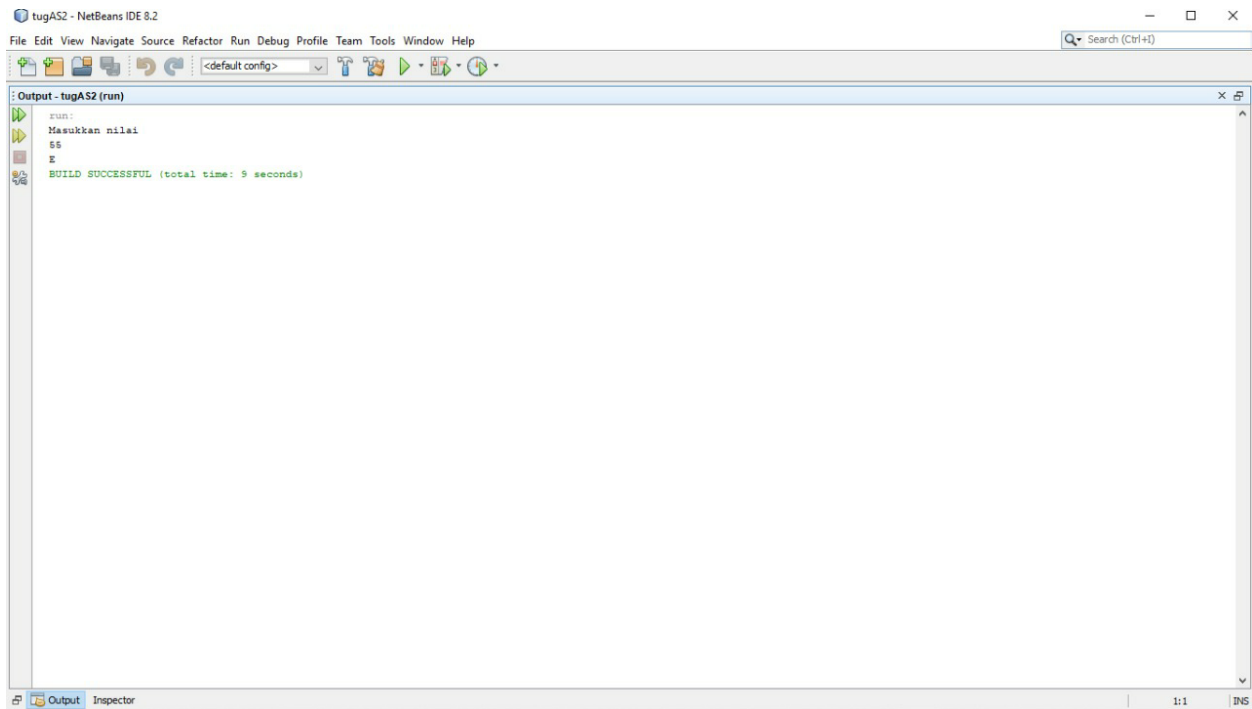 tugAS2 - NetBeans IDE 8.2
File Edit View Navigate Source Refactor Run Debug Profile Team Tools Window Help
Search (Ctrl+I)
<default config>
Output - tugAS2 (run)
run:
Masukkan nilai
55
E
BUILD SUCCESSFUL (total time: 9 seconds)
Output Inspector
1:1 INS